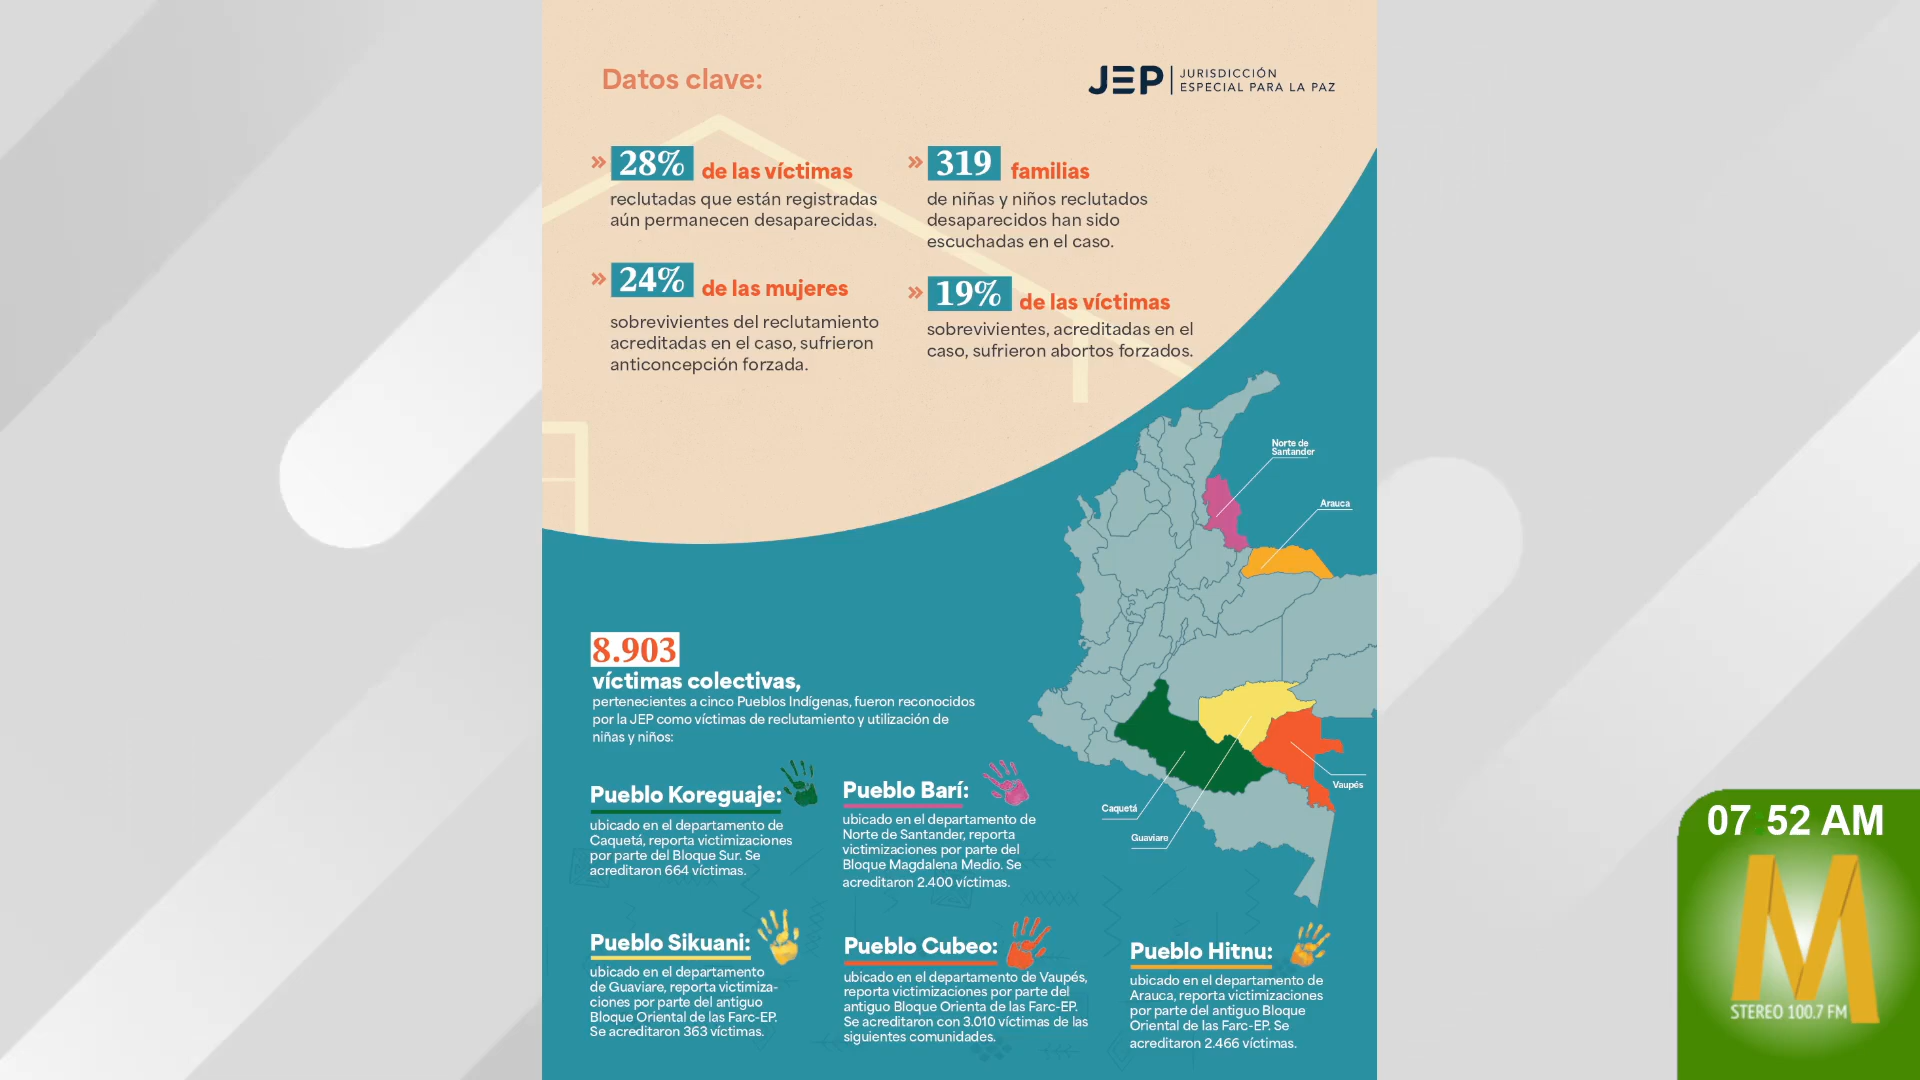 Datos clave:
JEP JURISDICCIÓN
ESPECIAL PARA LA PAZ
» 28% de las víctimas
reclutadas que están registradas
aún permanecen desaparecidas.
» 319 familias
de niñas y niños reclutados
desaparecidos han sido
escuchadas en el caso.
» 24% de las mujeres
sobrevivientes del reclutamiento
acreditadas en el caso, sufrieron
anticoncepción forzada.
» 19% de las víctimas
sobrevivientes, acreditadas en el
caso, sufrieron abortos forzados.
Norte de
Santander
Arauca
Vaupés
Caquetá
Guaviare
8.903
víctimas colectivas,
pertenecientes a cinco Pueblos Indígenas, fueron reconocidos
por la JEP como víctimas de reclutamiento y utilización de
niñas y niños:
Pueblo Koreguaje:
ubicado en el departamento de
Caquetá, reporta victimizaciones
por parte del Bloque Sur. Se
acreditaron 664 víctimas.
Pueblo Barí:
ubicado en el departamento de
Norte de Santander, reporta
victimizaciones por parte del
Bloque Magdalena Medio. Se
acreditaron 2.400 víctimas.
Pueblo Sikuani:
ubicado en el departamento
de Guaviare, reporta victimiza-
ciones por parte del antiguo
Bloque Oriental de las Farc-EP.
Se acreditaron 363 víctimas.
Pueblo Cubeo:
ubicado en el departamento de Vaupés,
reporta victimizaciones por parte del
antiguo Bloque Orienta de las Farc-EP.
Se acreditaron con 3.010 víctimas de las
siguientes comunidades.
Pueblo Hitnu:
ubicado en el departamento de
Arauca, reporta victimizaciones
por parte del antiguo Bloque
Oriental de las Farc-EP. Se
acreditaron 2.466 víctimas.
07 52 AM
M
STEREO 100.7 FM